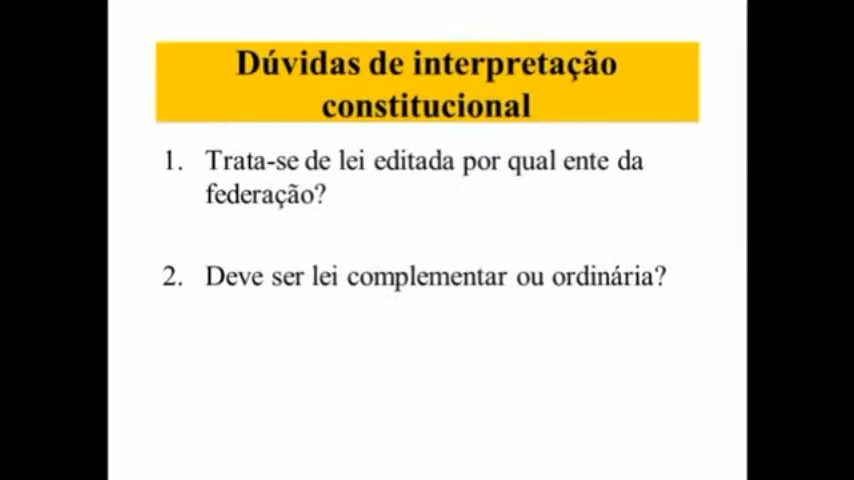 Dúvidas de interpretação
constitucional
1. Trata-se de lei editada por qual ente da
federação?
2. Deve ser lei complementar ou ordinária?